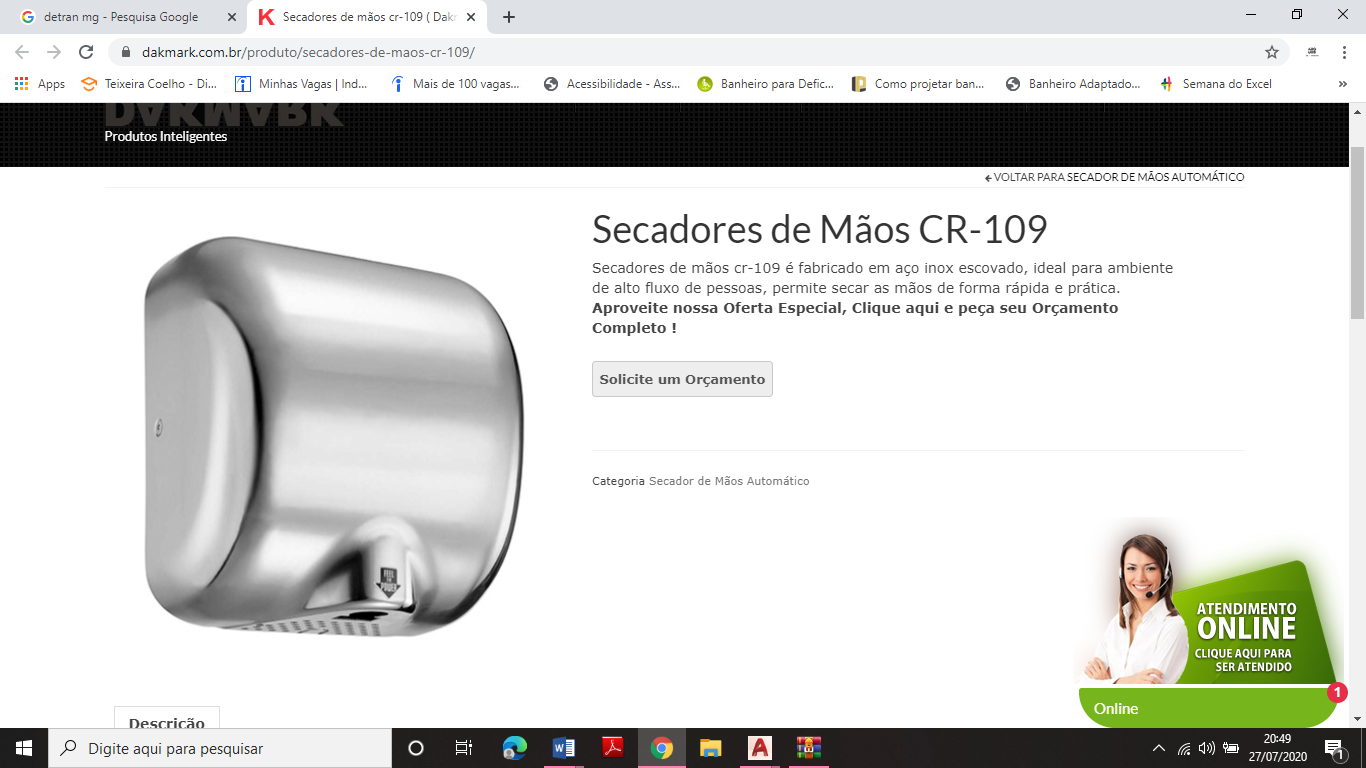 detran mg - Pesquisa Google
Secadores de mãos cr-109 ( Dakm
dakmark.com.br/produto/secadores-de-maos-cr-109/
Apps
Teixeira Coelho - Di...
Minhas Vagas | Ind...
Mais de 100 vagas...
Acessibilidade - Ass...
Banheiro para Defic...
Como projetar ban...
Banheiro Adaptado...
Semana do Excel
DAKMARK
Produtos Inteligentes
VOLTAR PARA SECADOR DE MÃOS AUTOMÁTICO
Secadores de Mãos CR-109
Secadores de mãos cr-109 é fabricado em aço inox escovado, ideal para ambiente
de alto fluxo de pessoas, permite secar as mãos de forma rápida e prática.
Aproveite nossa Oferta Especial, Clique aqui e peça seu Orçamento
Completo !
Solicite um Orçamento
Categoria Secador de Mãos Automático
FEEL
THE
POWER
ATENDIMENTO
ONLINE
CLIQUE AQUI PARA
SER ATENDIDO
1
Online
Descrição
Digite aqui para pesquisar
20:49
27/07/2020
1